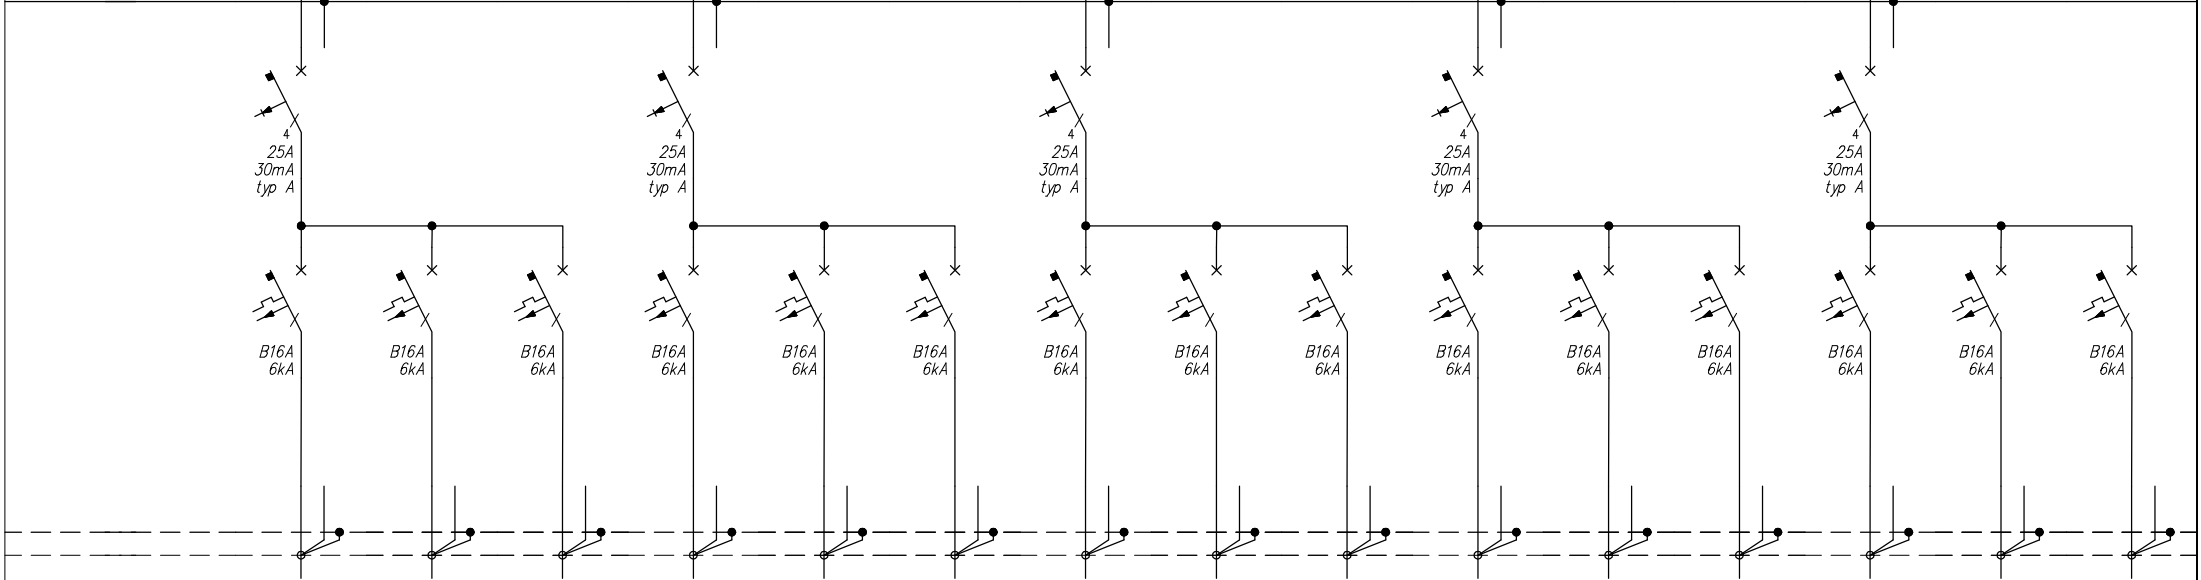 4 4 4 4 4
25A 25A 25A 25A 25A
30mA 30mA 30mA 30mA 30mA
typ A typ A typ A typ A typ A
B16A B16A B16A B16A B16A B16A B16A B16A B16A B16A B16A B16A B16A B16A B16A
6kA 6kA 6kA 6kA 6kA 6kA 6kA 6kA 6kA 6kA 6kA 6kA 6kA 6kA 6kA